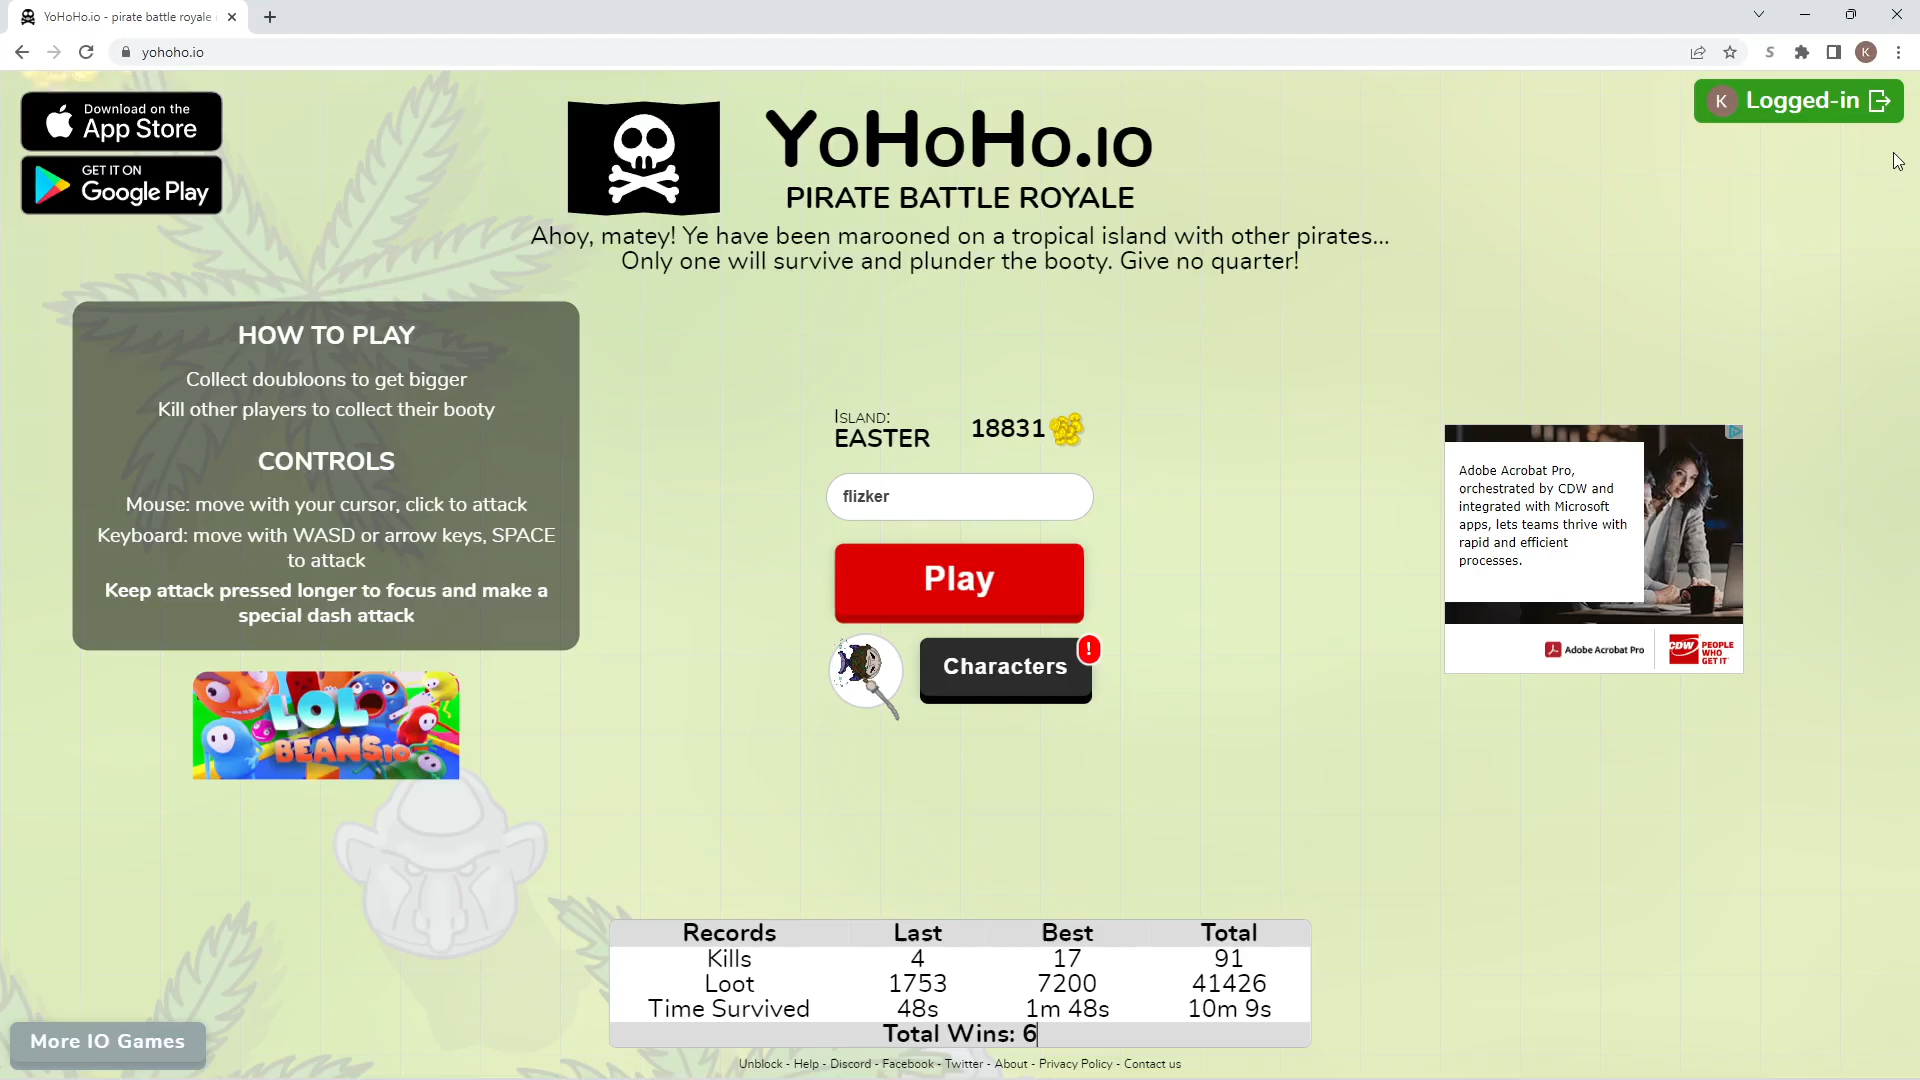 YoHoHo.io - pirate battle royale
yohoho.io
K
Download on the
App Store
GET IT ON
Google Play
YoHoHo.io
PIRATE BATTLE ROYALE
K Logged-in
Ahoy, matey! Ye have been marooned on a tropical island with other pirates...
Only one will survive and plunder the booty. Give no quarter!
HOW TO PLAY
Collect doubloons to get bigger
Kill other players to collect their booty
CONTROLS
Mouse: move with your cursor, click to attack
Keyboard: move with WASD or arrow keys, SPACE
to attack
Keep attack pressed longer to focus and make a
special dash attack
LOL
BEANS.io
ISLAND:
EASTER
18831
flizker
Play
Characters
!
Adobe Acrobat Pro,
orchestrated by CDW and
integrated with Microsoft
apps, lets teams thrive with
rapid and efficient
processes.
Adobe Acrobat Pro
CDW PEOPLE
WHO
GET IT
Records Last Best Total
Kills 4 17 91
Loot 1753 7200 41426
Time Survived 48s 1m 48s 10m 9s
Total Wins: 6
More IO Games
Unblock - Help - Discord - Facebook - Twitter - About - Privacy Policy - Contact us